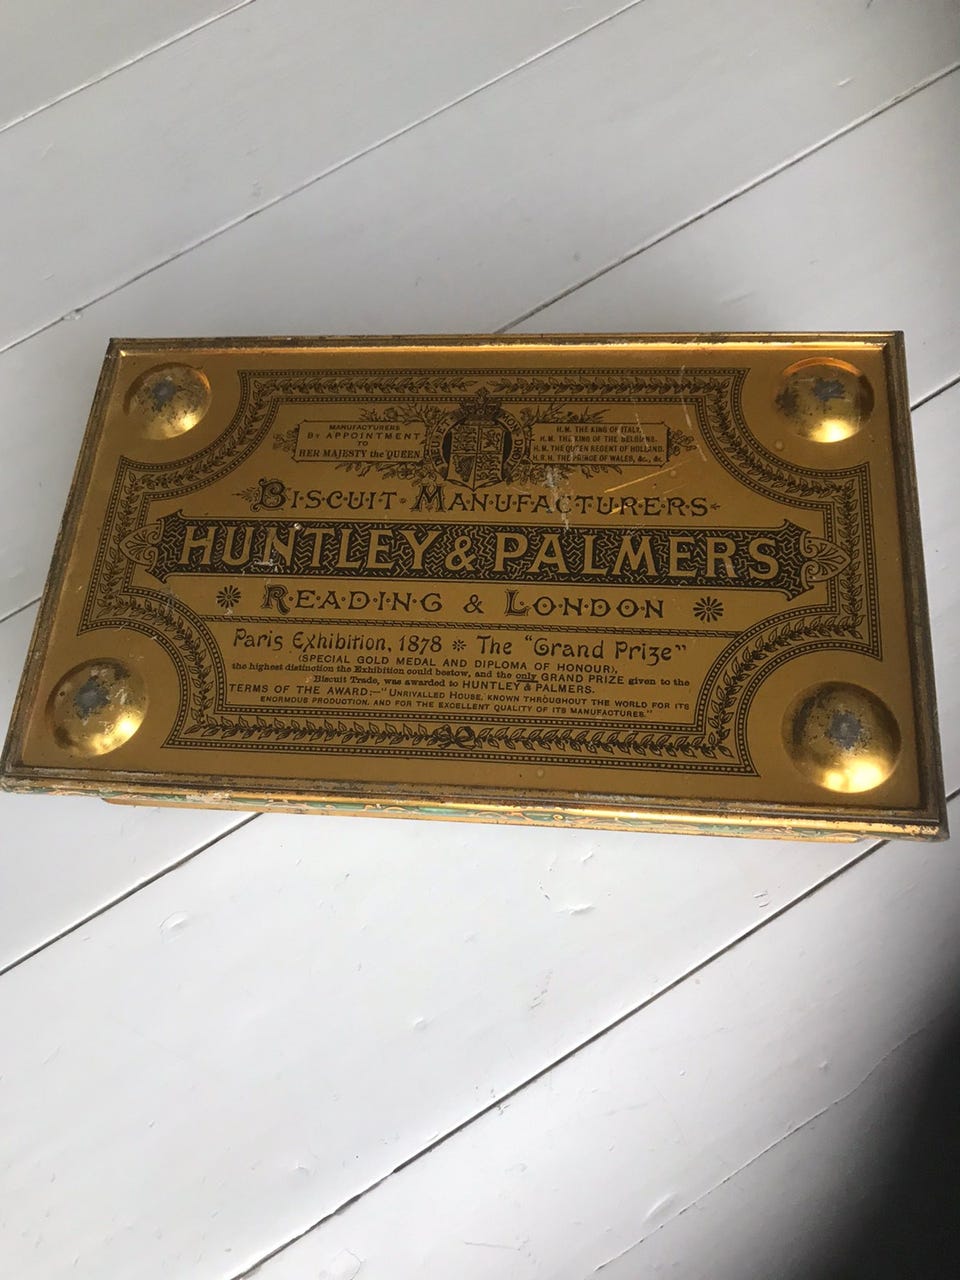 MANUFACTURERS
BY APPOINTMENT
TO
HER MAJESTY the QUEEN.
H.M. THE KING OF ITALY,
H.M. THE KING OF THE BELGIANS.
H.M. THE QUEEN REGENT OF HOLLAND.
H.R.H. THE PRINCE OF WALES, &c., &c.
BISCUIT MANUFACTURERS
HUNTLEY & PALMERS
READING & LONDON
Paris Exhibition, 1878 The "Grand Prize"
(SPECIAL GOLD MEDAL AND DIPLOMA OF HONOUR),
the highest distinction the Exhibition could bestow, and the only GRAND PRIZE given to the
Biscuit Trade, was awarded to HUNTLEY & PALMERS.
TERMS OF THE AWARD:—"UNRIVALLED HOUSE, KNOWN THROUGHOUT THE WORLD FOR ITS
ENORMOUS PRODUCTION, AND FOR THE EXCELLENT QUALITY OF ITS MANUFACTURES."